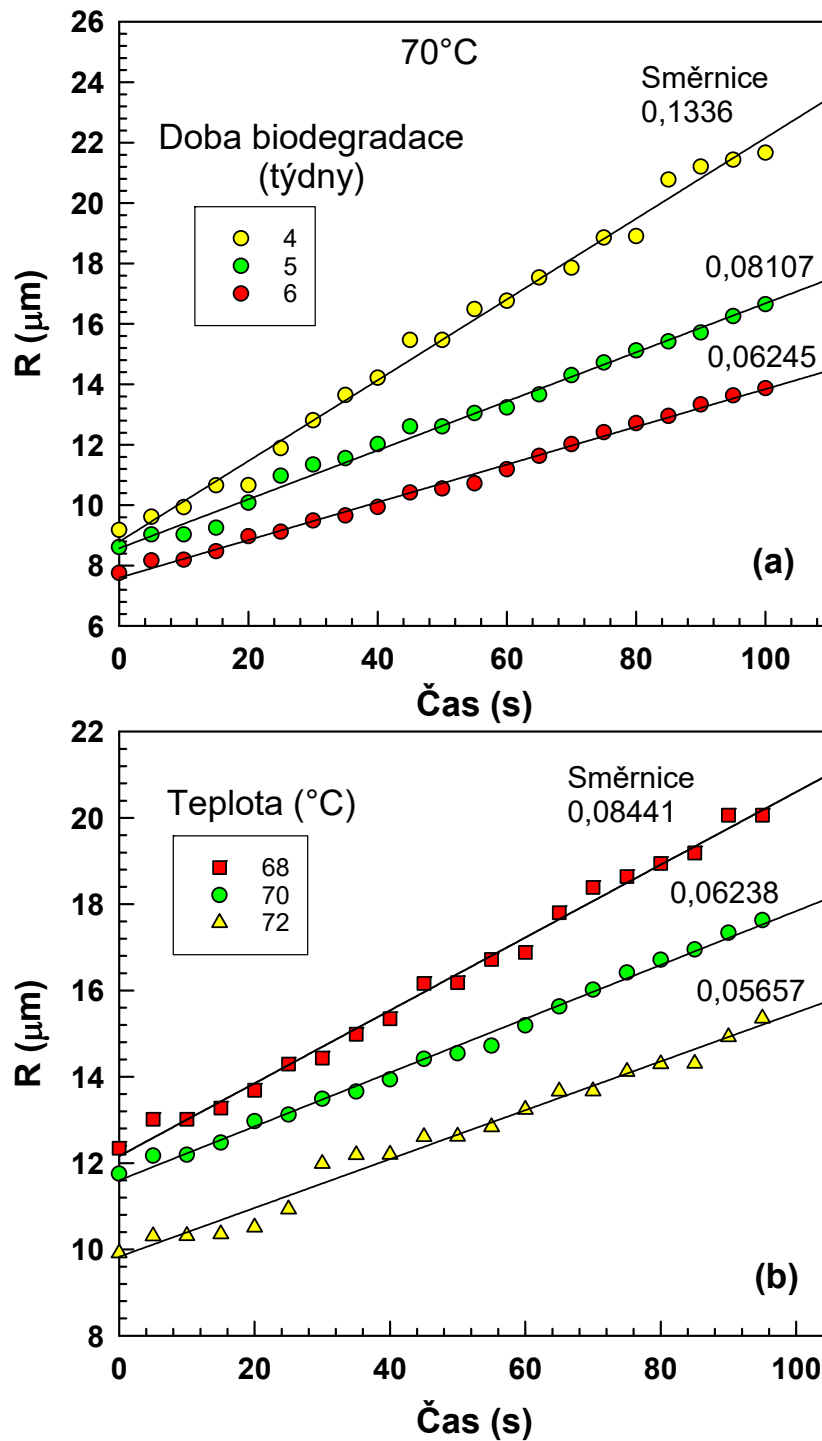 26
24
22
20
18
16
14
12
10
8
6
R (μm)
70°C
Směrnice
0,1336
Doba biodegradace
(týdny)
4
5
6
0,08107
0,06245
(a)
0 20 40 60 80 100
Čas (s)
22
20
18
16
14
12
10
8
R (μm)
Směrnice
0,08441
Teplota (°C)
68
70
72
0,06238
0,05657
(b)
0 20 40 60 80 100
Čas (s)